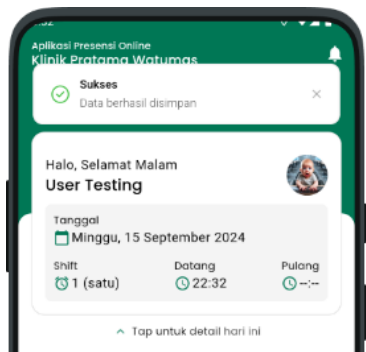 Aplikasi Presensi Online
Klinik Pratama Watumas
Sukses
Data berhasil disimpan
Halo, Selamat Malam
User Testing
Tanggal
Minggu, 15 September 2024
Shift Datang Pulang
1 (satu) 22:32 --:--
Tap untuk detail hari ini